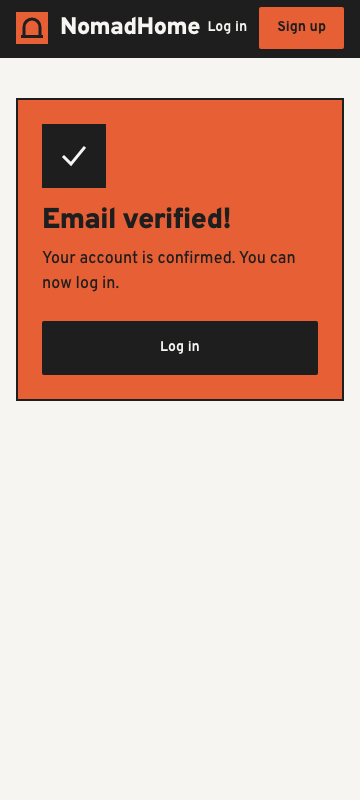 NomadHome
Log in
Sign up
Email verified!
Your account is confirmed. You can
now log in.
Log in